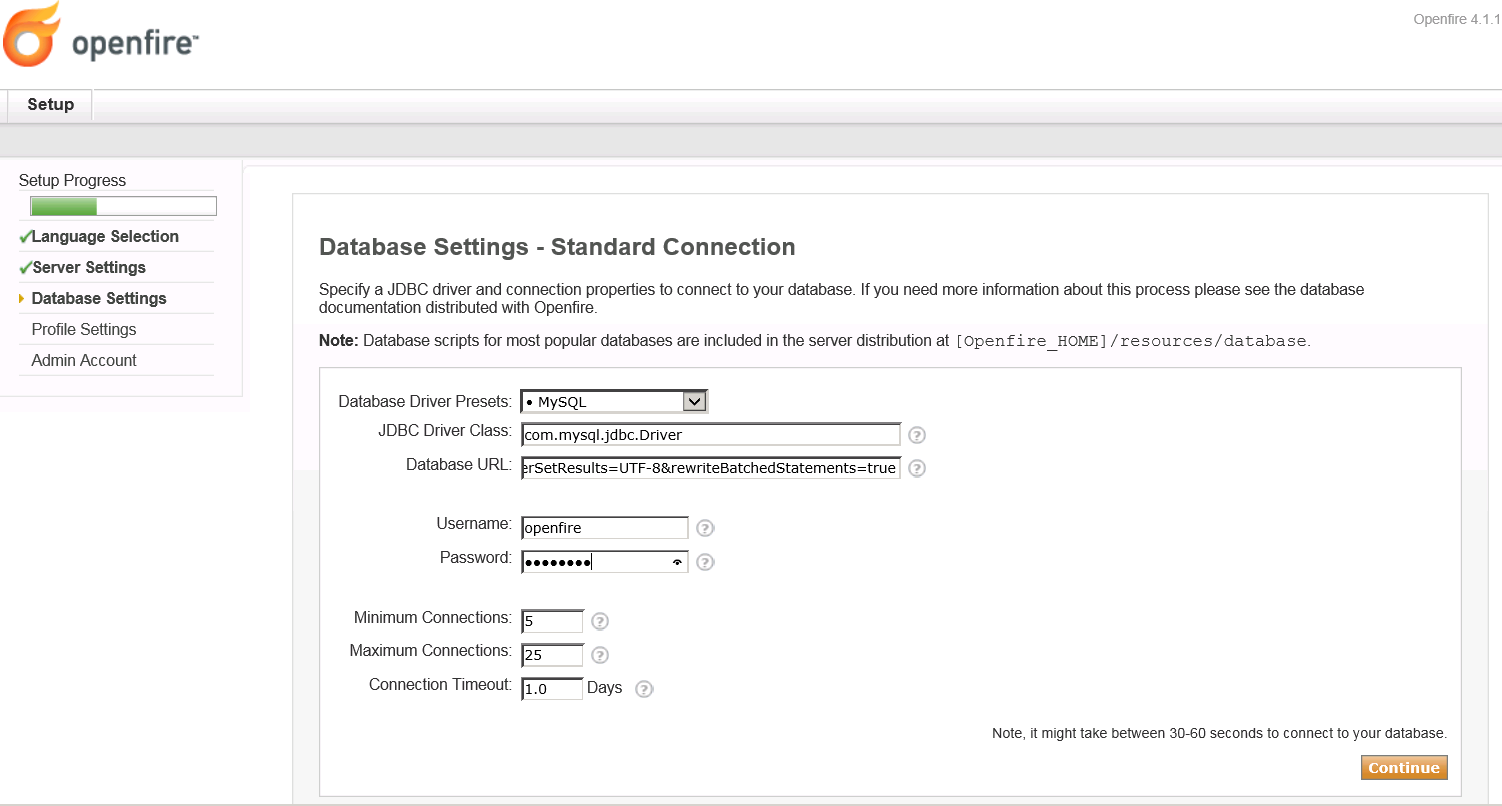 openfire™
Openfire 4.1.1
Setup
Setup Progress
Language Selection
Server Settings
Database Settings
Profile Settings
Admin Account
Database Settings - Standard Connection
Specify a JDBC driver and connection properties to connect to your database. If you need more information about this process please see the database
documentation distributed with Openfire.
Note: Database scripts for most popular databases are included in the server distribution at [Openfire_HOME]/resources/database.
Database Driver Presets: • MySQL
JDBC Driver Class: com.mysql.jdbc.Driver ?
Database URL: erSetResults=UTF-8&rewriteBatchedStatements=true ?
Username: openfire ?
Password: •••••••• ?
Minimum Connections: 5 ?
Maximum Connections: 25 ?
Connection Timeout: 1.0 Days ?
Note, it might take between 30-60 seconds to connect to your database.
Continue